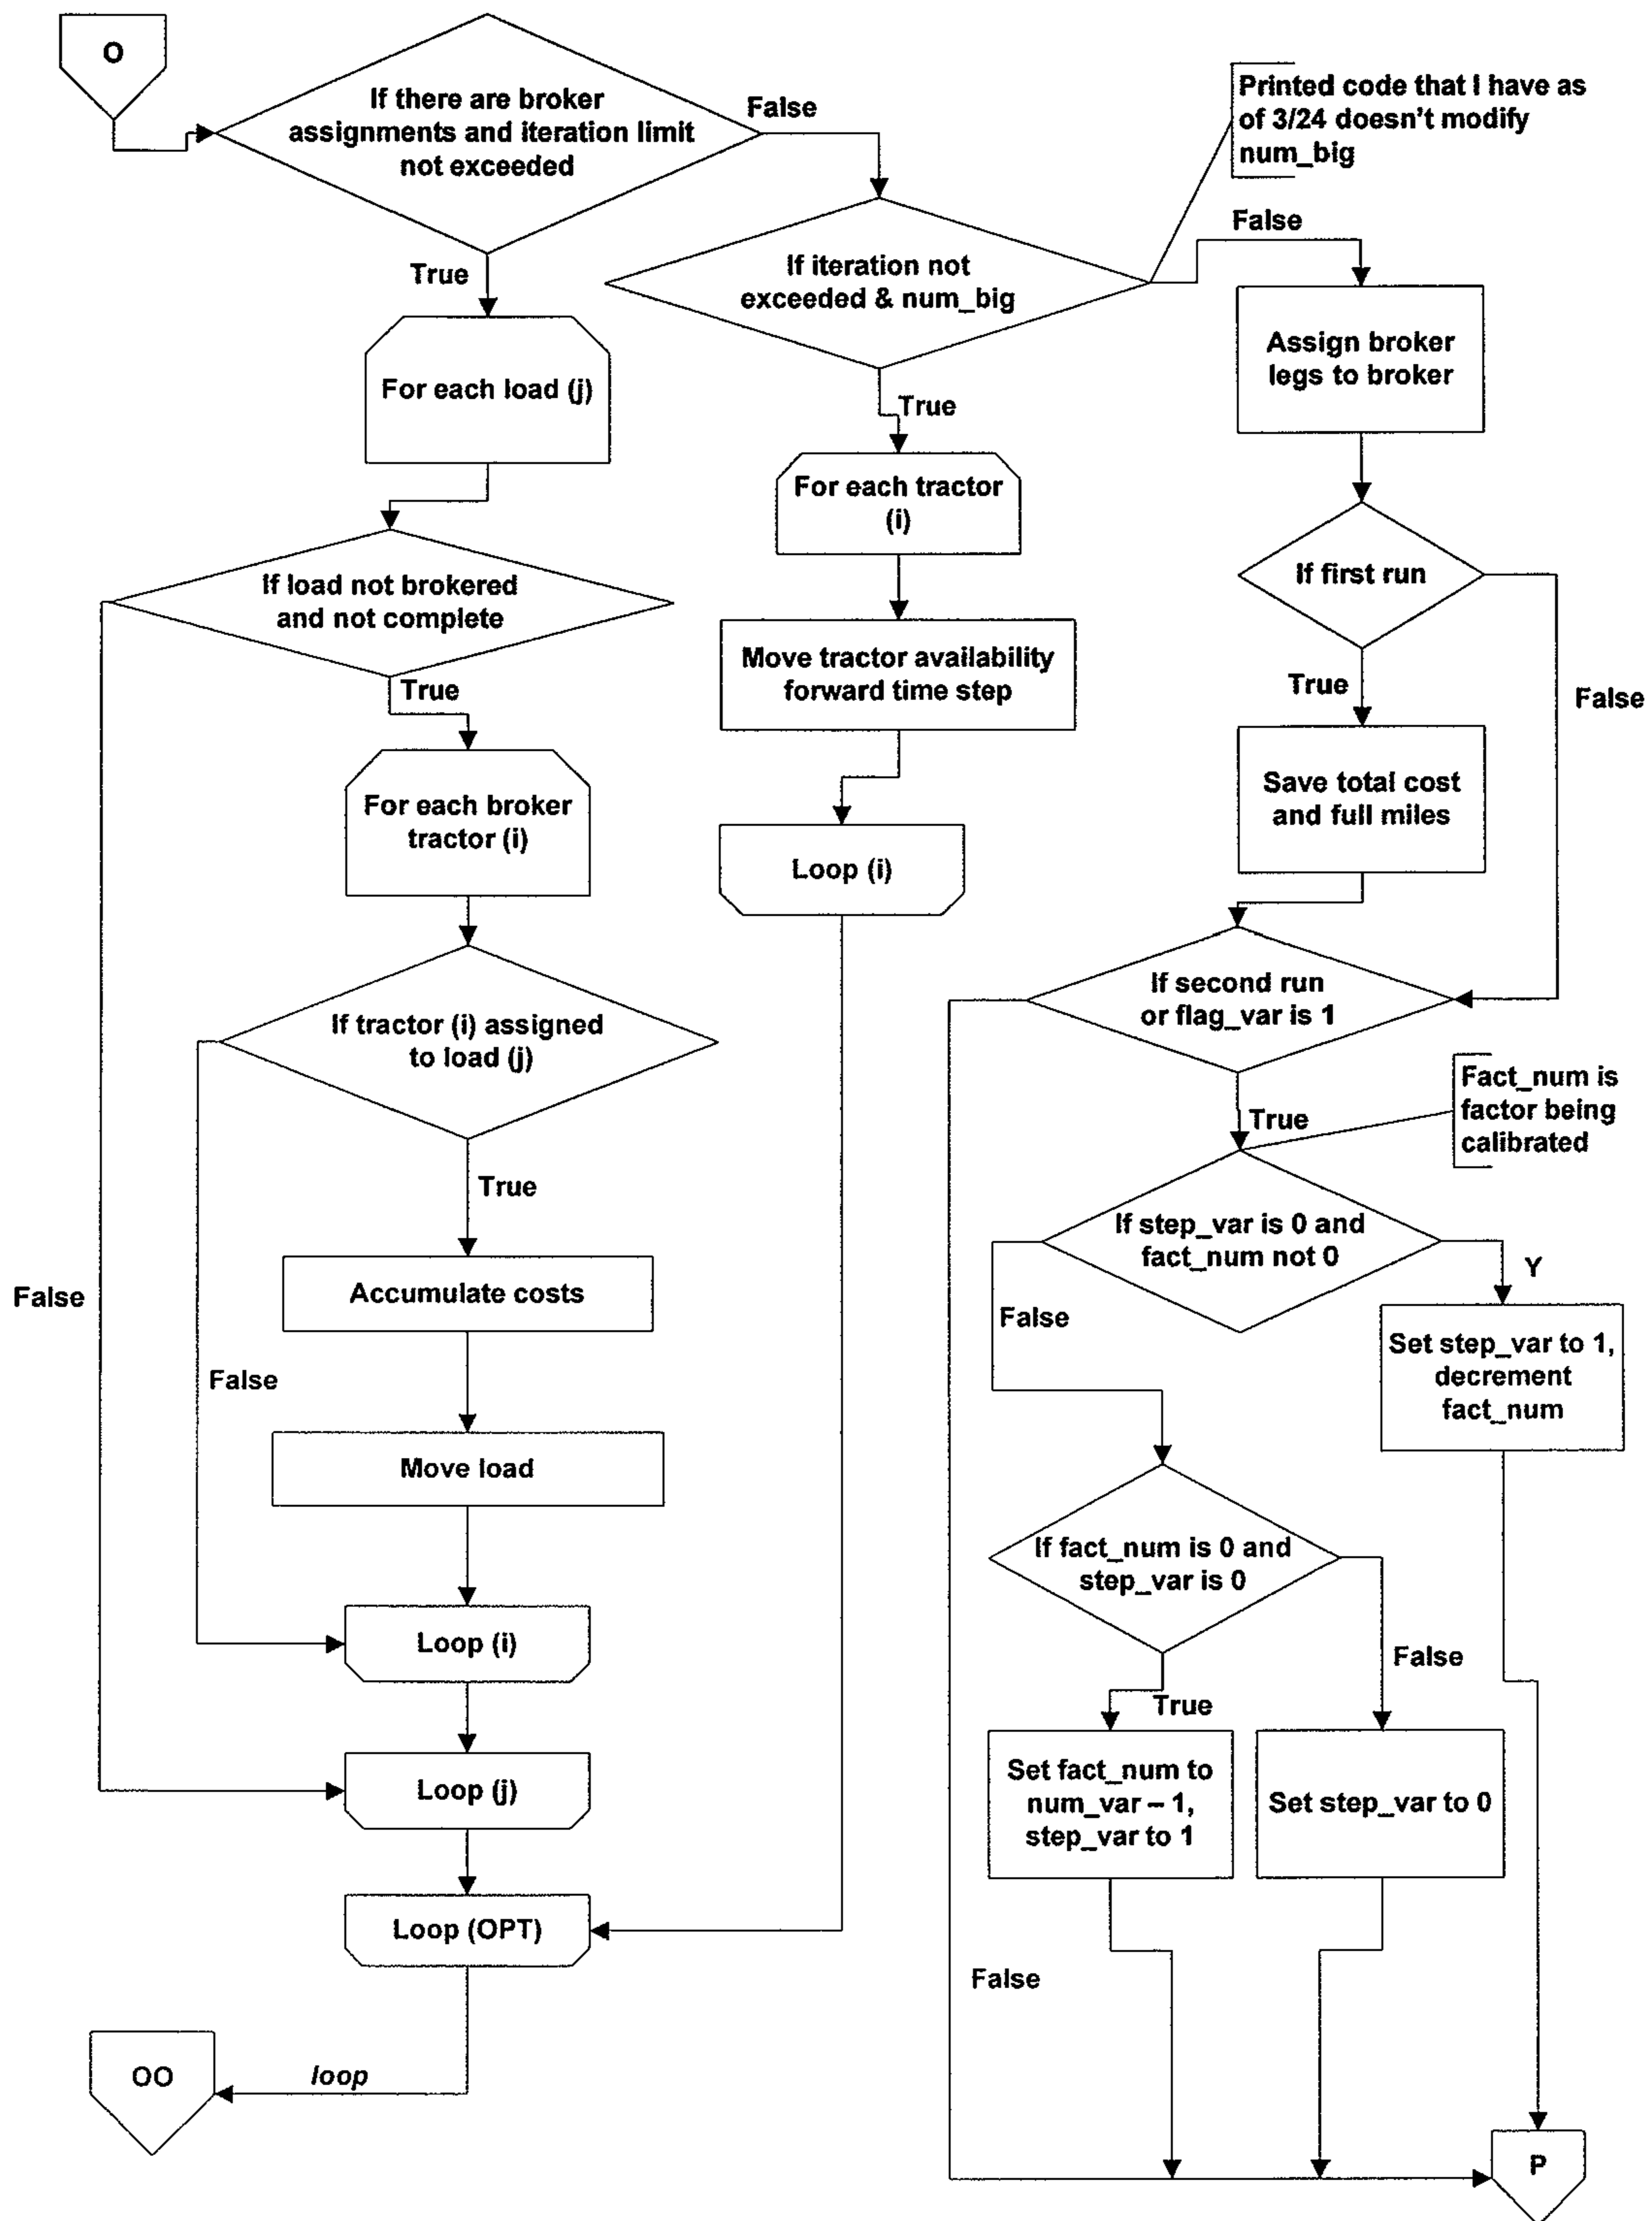 O
If there are broker
assignments and iteration limit
not exceeded
False
True
For each load (j)
If load not brokered
and not complete
True
False
For each broker
tractor (i)
If tractor (i) assigned
to load (j)
True
False
Accumulate costs
Move load
Loop (i)
Loop (j)
Loop (OPT)
loop
OO
If iteration not
exceeded & num_big
True
For each tractor
(i)
Move tractor availability
forward time step
Loop (i)
Printed code that I have as
of 3/24 doesn't modify
num_big
False
Assign broker
legs to broker
If first run
True
False
Save total cost
and full miles
If second run
or flag_var is 1
True
False
Fact_num is
factor being
calibrated
If step_var is 0 and
fact_num not 0
Y
False
Set step_var to 1,
decrement
fact_num
If fact_num is 0 and
step_var is 0
True
False
Set fact_num to
num_var – 1,
step_var to 1
Set step_var to 0
P